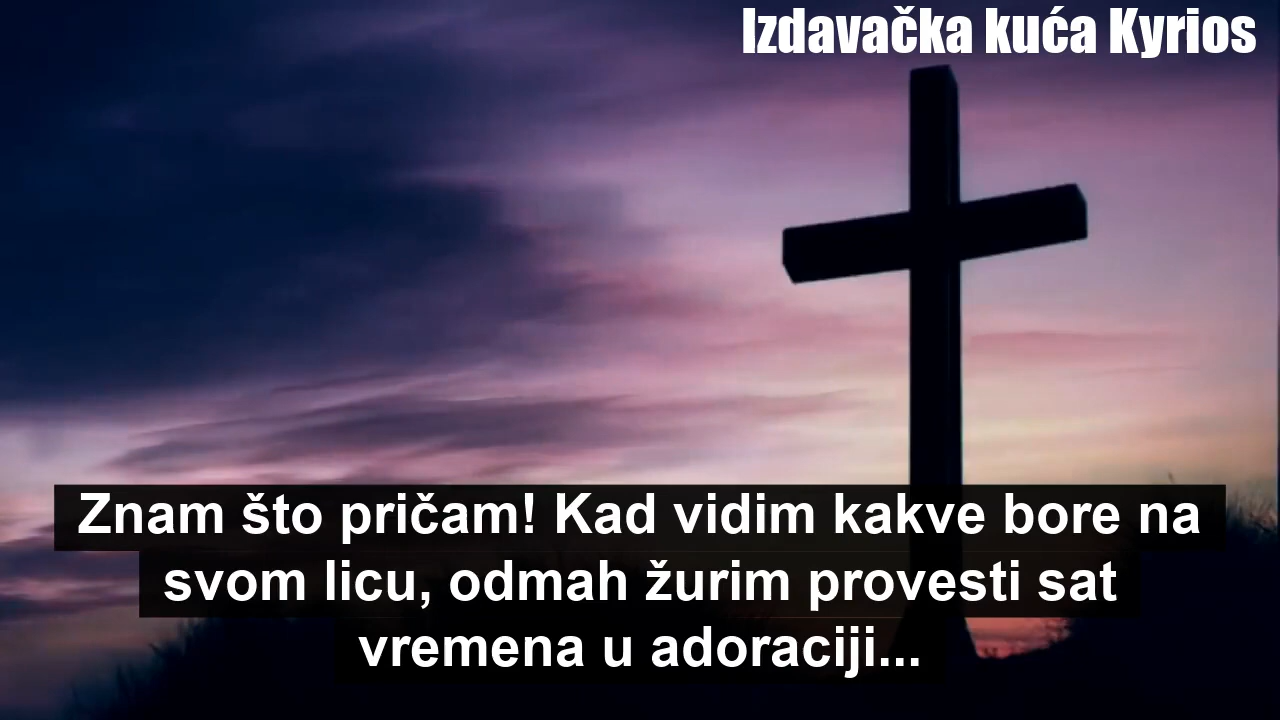 Izdavačka kuća Kyrios
Znam što pričam! Kad vidim kakve bore na
svom licu, odmah žurim provesti sat
vremena u adoraciji...